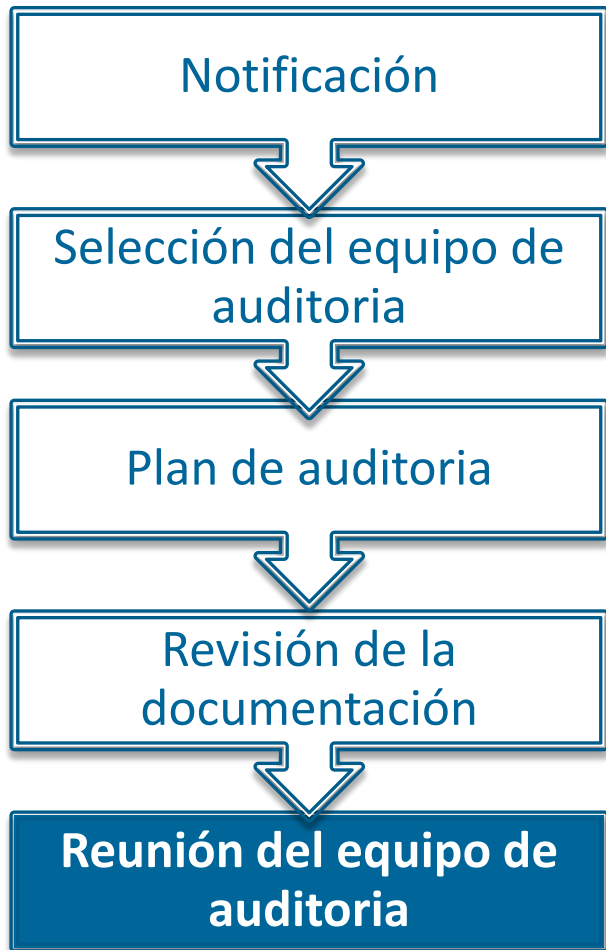 Notificación
Selección del equipo de
auditoria
Plan de auditoria
Revisión de la
documentación
Reunión del equipo de
auditoria